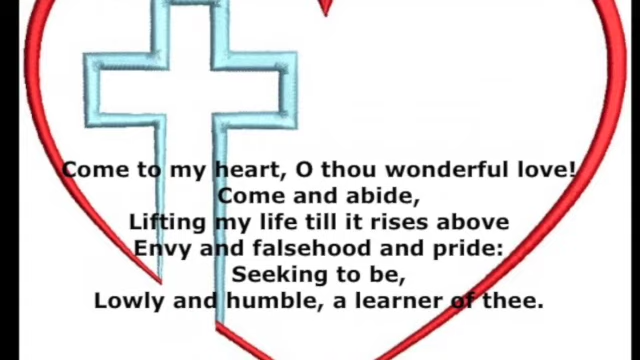 Come to my heart, O thou wonderful love!
Come and abide,
Lifting my life till it rises above
Envy and falsehood and pride:
Seeking to be,
Lowly and humble, a learner of thee.